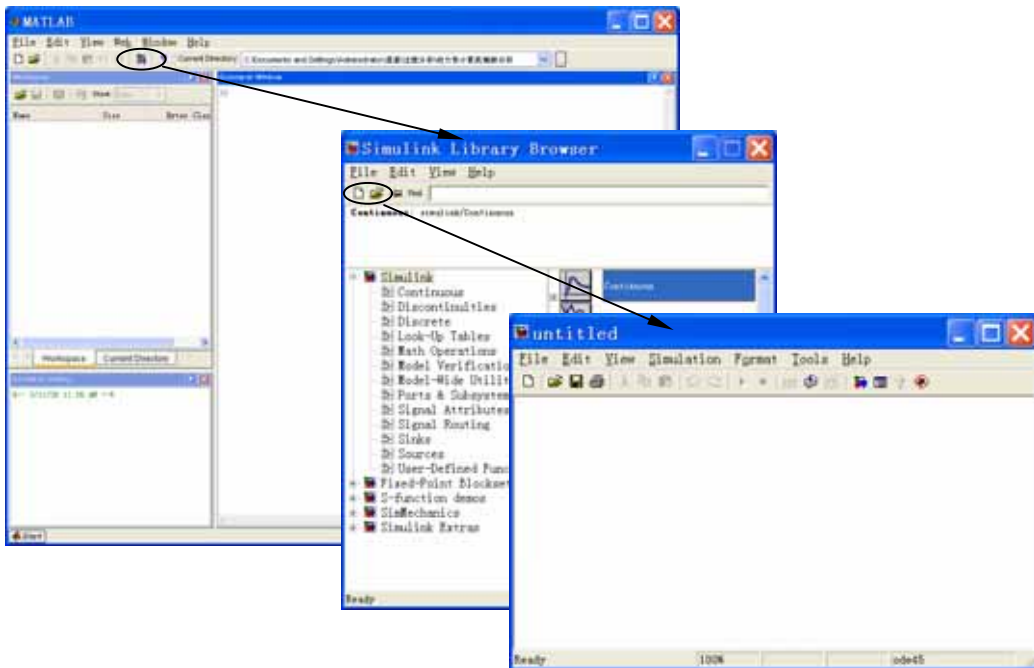 MATLAB
File Edit View Web Window Help
Current Directory:
View
Name Size Bytes Class
Workspace Current Directory
Start
Simulink Library Browser
File Edit View Help
Find
Continuous: simulink/Continuous
Simulink
Continuous
Discontinuities
Discrete
Look-Up Tables
Math Operations
Model Verificatio
Model-Wide Utilit
Ports & Subsystem
Signal Attributes
Signal Routing
Sinks
Sources
User-Defined Func
Fixed-Point Blockset
S-function demos
SimMechanics
Simulink Extras
Continuous
Ready
untitled
File Edit View Simulation Format Tools Help
Ready 100% ode45